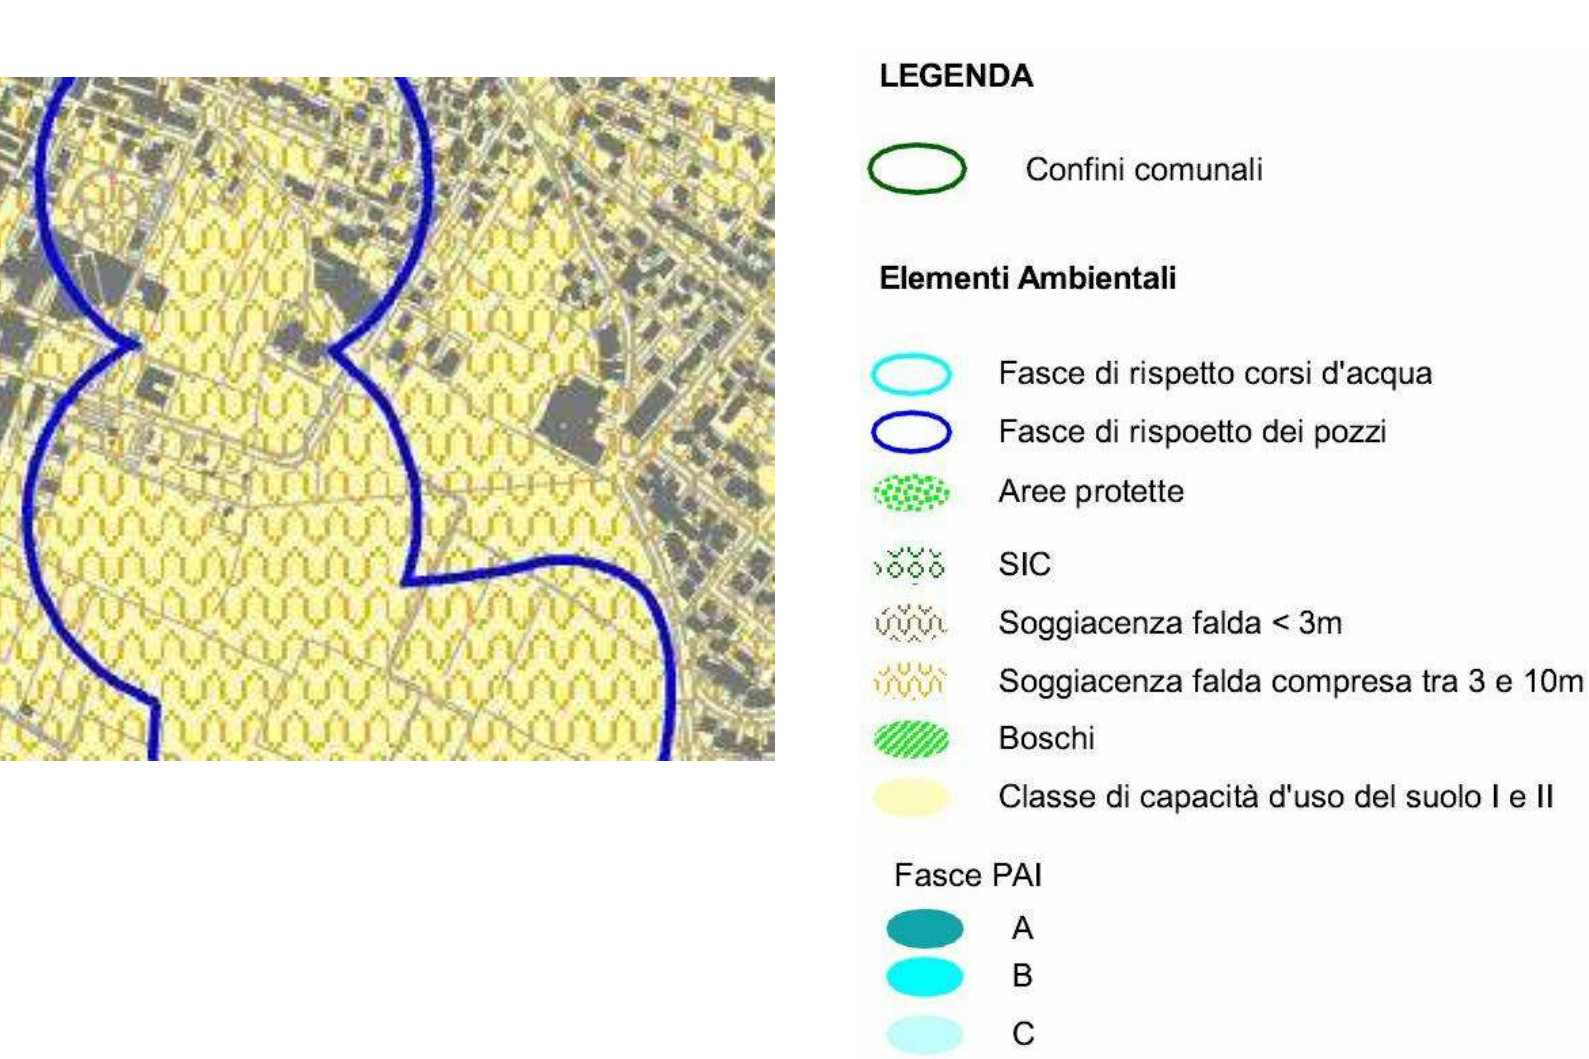 LEGENDA
Confini comunali
Elementi Ambientali
Fasce di rispetto corsi d'acqua
Fasce di rispoetto dei pozzi
Aree protette
SIC
Soggiacenza falda < 3m
Soggiacenza falda compresa tra 3 e 10m
Boschi
Classe di capacità d'uso del suolo I e II
Fasce PAI
A
B
C